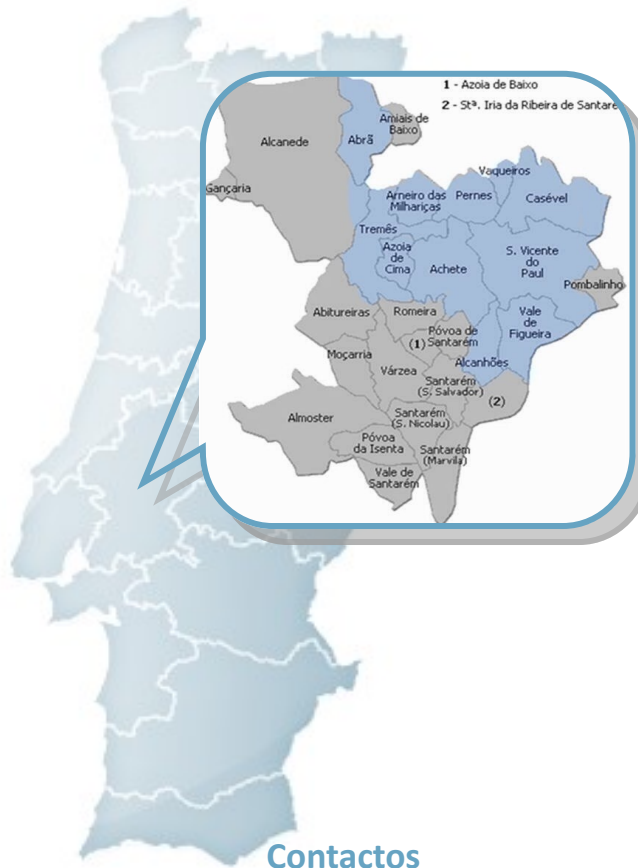 1 - Azoia de Baixo
2 - Stª. Iria da Ribeira de Santare
Alcanede
Abrã
Amiais de
Baixo
Gançaria
Vaqueiros
Arneiro das
Milhariças
Pernes
Casével
Tremês
Azoia
de
Cima
Achete
S. Vicente
do
Paul
Pombalinho
Abitureiras
Romeira
Vale
de
Figueira
(1)
Póvoa de
Santarém
Moçarria
Várzea
Alcanhões
Santarém
(S. Salvador)
(2)
Almoster
Santarém
(S. Nicolau)
Póvoa
da Isenta
Santarém
(Marvila)
Vale de
Santarém
Contactos